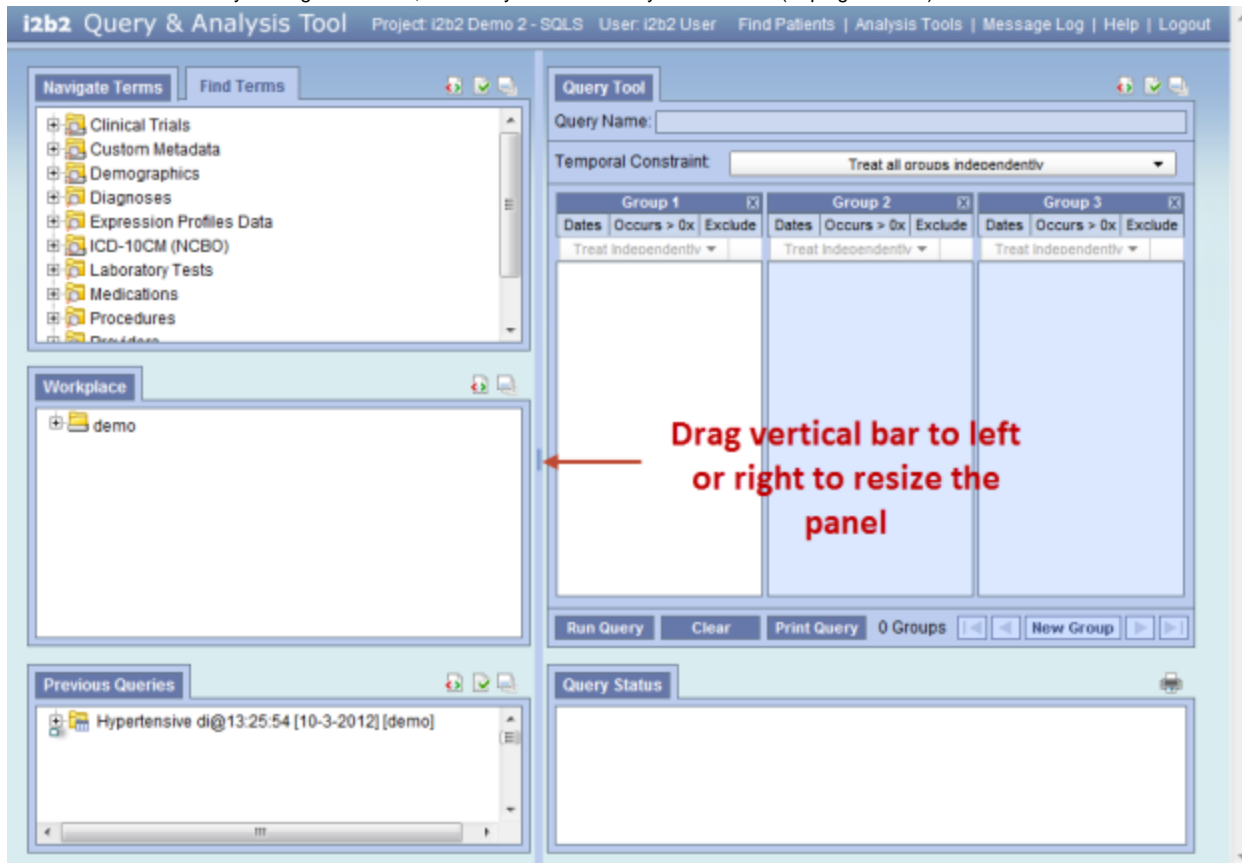 i2b2 Query & Analysis Tool Project: i2b2 Demo 2 - SQLS User: i2b2 User Find Patients | Analysis Tools | Message Log | Help | Logout
Navigate Terms Find Terms
Clinical Trials
Custom Metadata
Demographics
Diagnoses
Expression Profiles Data
ICD-10CM (NCBO)
Laboratory Tests
Medications
Procedures
Providers
Workplace
demo
Previous Queries
Hypertensive di@13:25:54 [10-3-2012] [demo]
Query Tool
Query Name:
Temporal Constraint: Treat all groups independently
Group 1 Group 2 Group 3
Dates Occurs > 0x Exclude Dates Occurs > 0x Exclude Dates Occurs > 0x Exclude
Treat Independently Treat Independently Treat Independently
Drag vertical bar to left
or right to resize the
panel
Run Query Clear Print Query 0 Groups New Group
Query Status